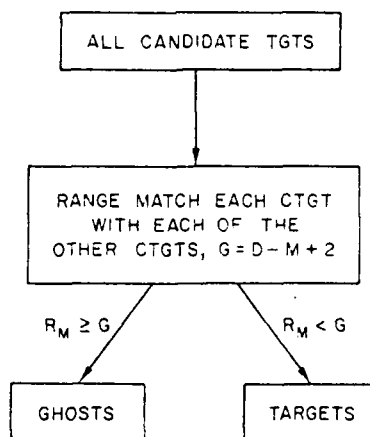 ALL CANDIDATE TGTS
RANGE MATCH EACH CTGT
WITH EACH OF THE
OTHER CTGTS, G = D − M + 2
R_M ≥ G
R_M < G
GHOSTS
TARGETS